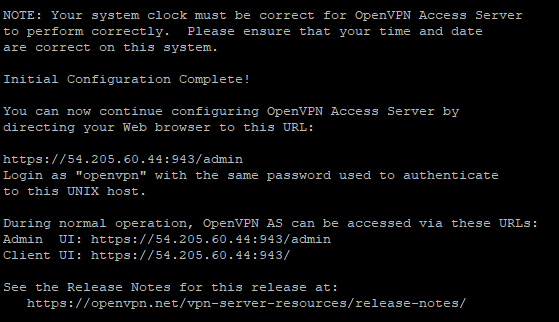 NOTE: Your system clock must be correct for OpenVPN Access Server
to perform correctly.  Please ensure that your time and date
are correct on this system.
Initial Configuration Complete!
You can now continue configuring OpenVPN Access Server by
directing your Web browser to this URL:
https://54.205.60.44:943/admin
Login as "openvpn" with the same password used to authenticate
to this UNIX host.
During normal operation, OpenVPN AS can be accessed via these URLs:
Admin  UI: https://54.205.60.44:943/admin
Client UI: https://54.205.60.44:943/
See the Release Notes for this release at:
   https://openvpn.net/vpn-server-resources/release-notes/